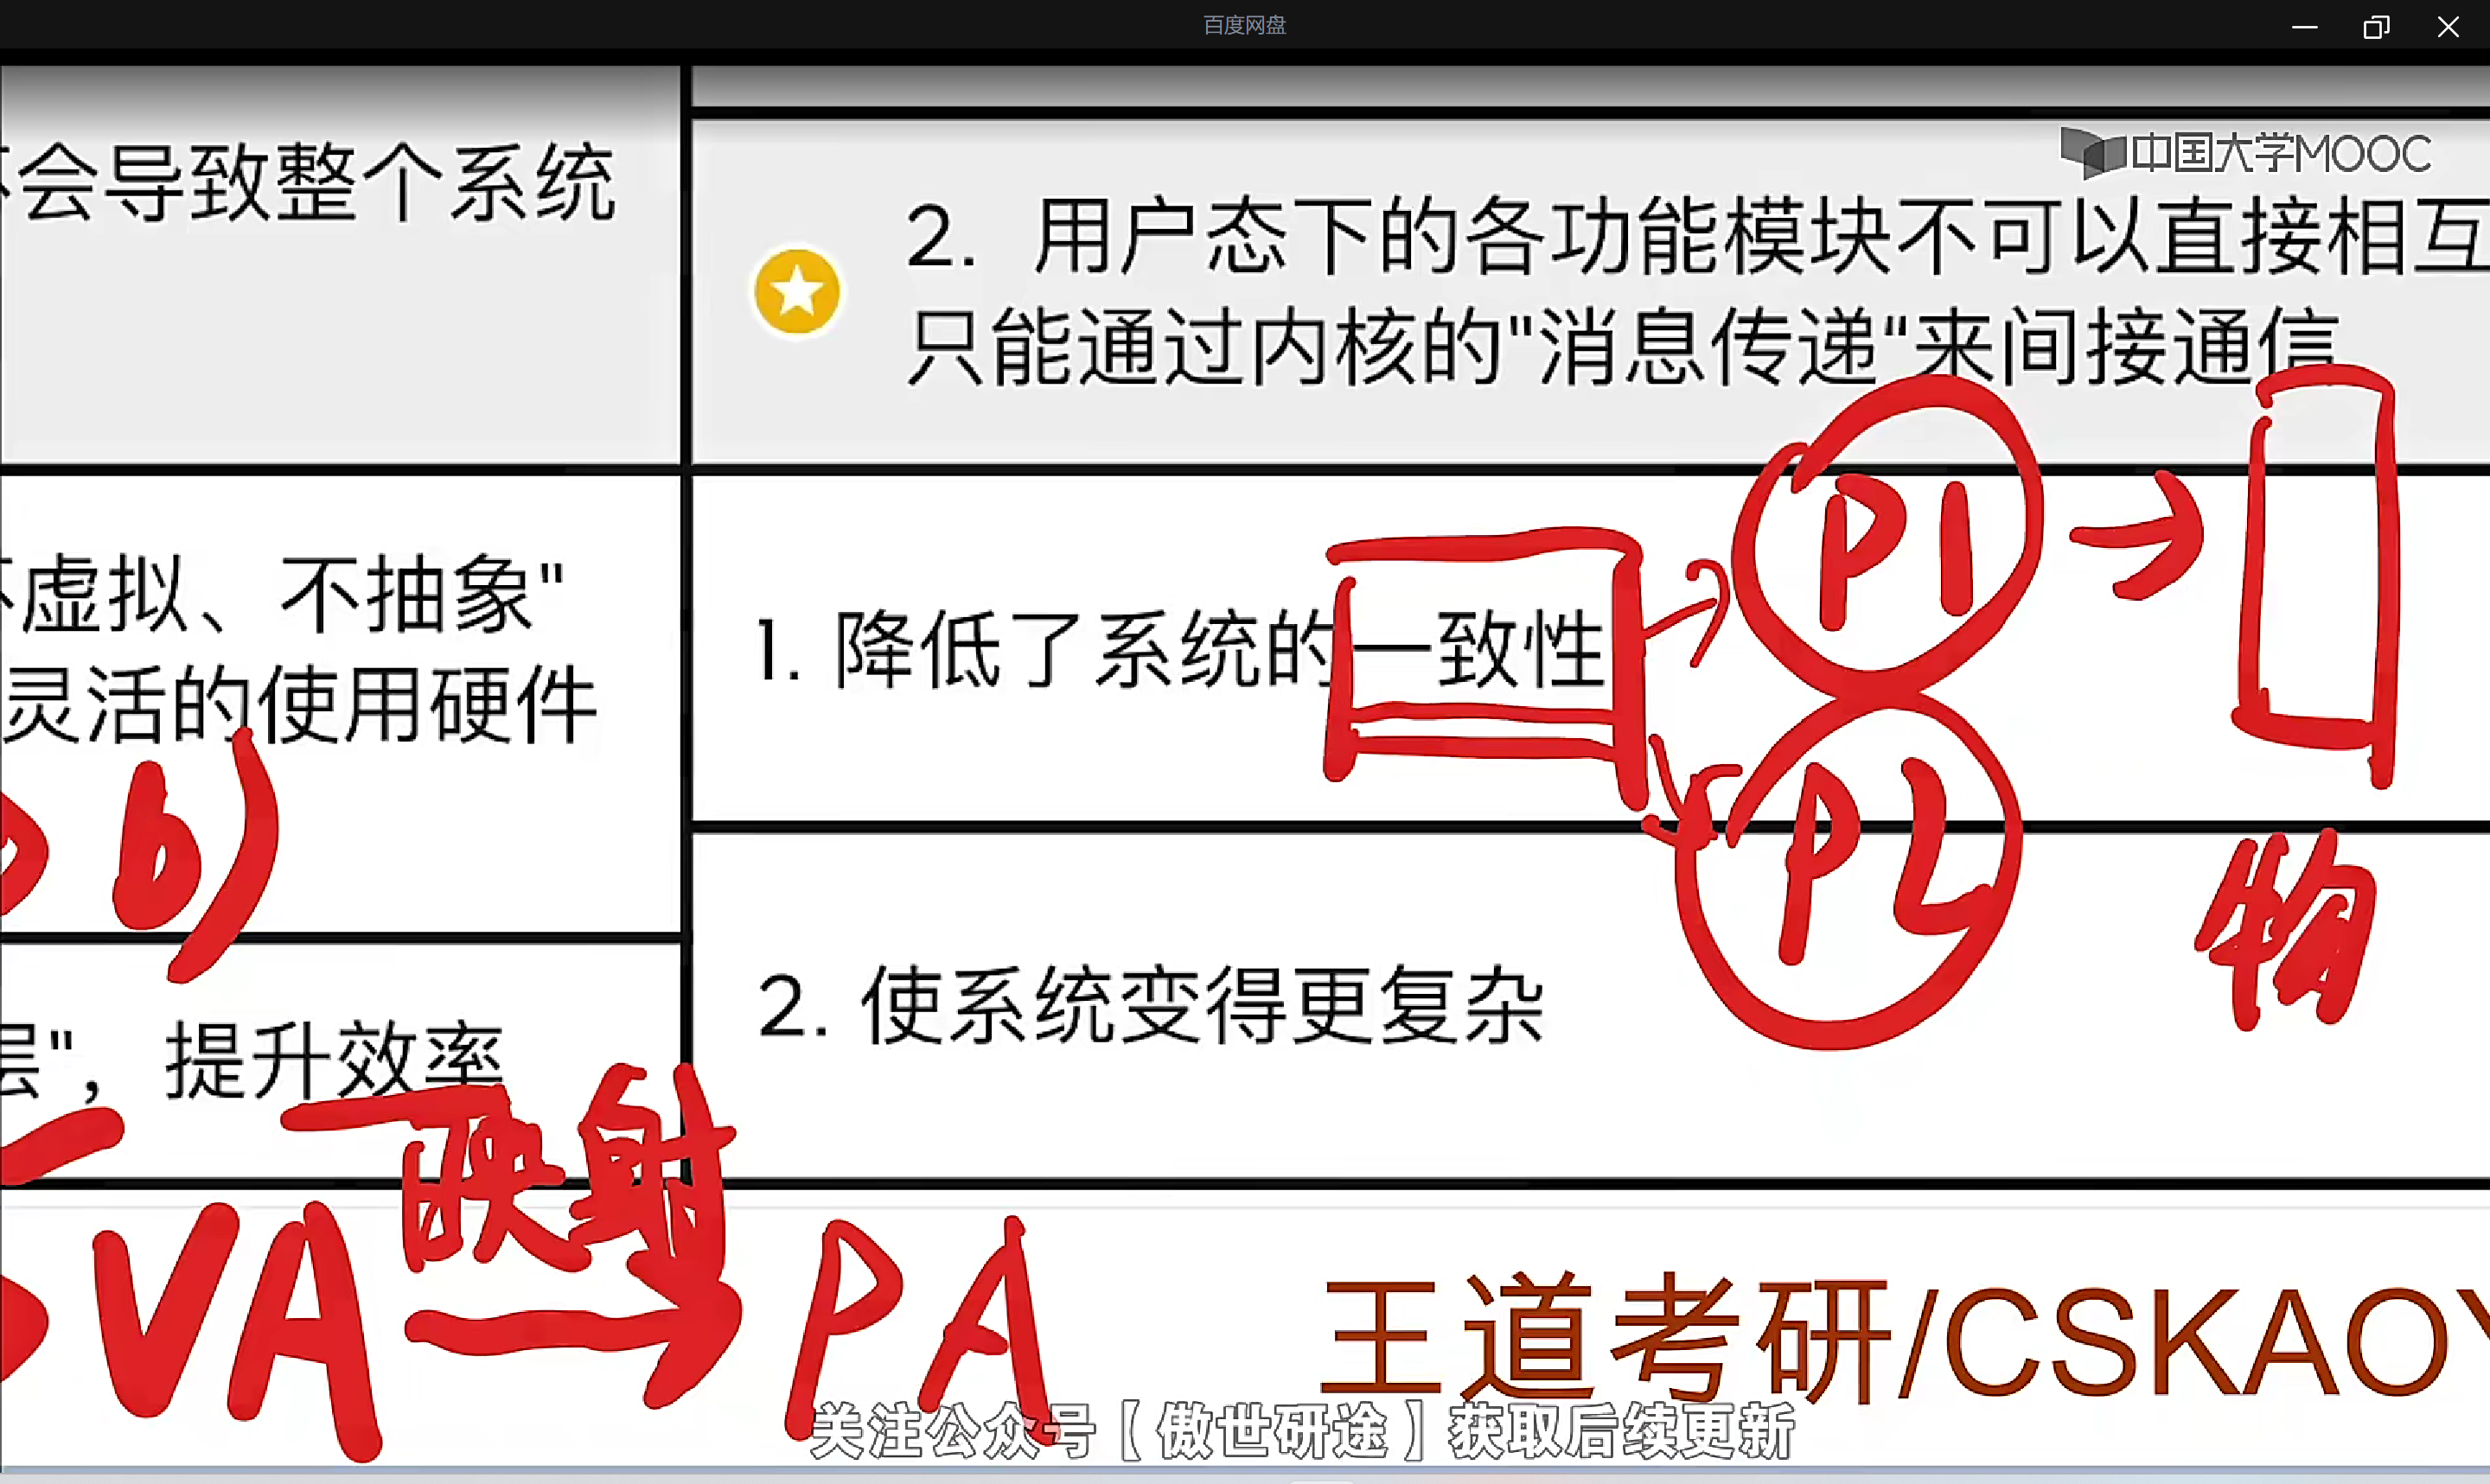 百度网盘
中国大学MOOC
会导致整个系统
2. 用户态下的各功能模块不可以直接相互
只能通过内核的"消息传递“来间接通信
虚拟、不抽象"
灵活的使用硬件
b)
1. 降低了系统的一致性
P1
P2
物
层"，提升效率
2. 使系统变得更复杂
映射
VA
PA
王道考研/CSKAOY
关注公众号【傲世研途】获取后续更新